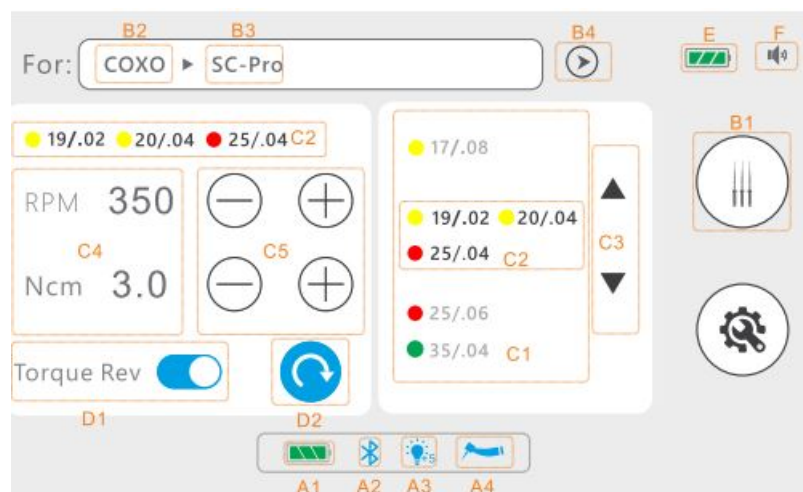 B2 B3 B4 E F
For: COXO ▶ SC-Pro
B1
19/.02 20/.04 25/.04 C2
RPM 350
C4 C5
Ncm 3.0
Torque Rev
D1 D2
17/.08
19/.02 20/.04
25/.04 C2
C3
25/.06
35/.04 C1
+5
A1 A2 A3 A4